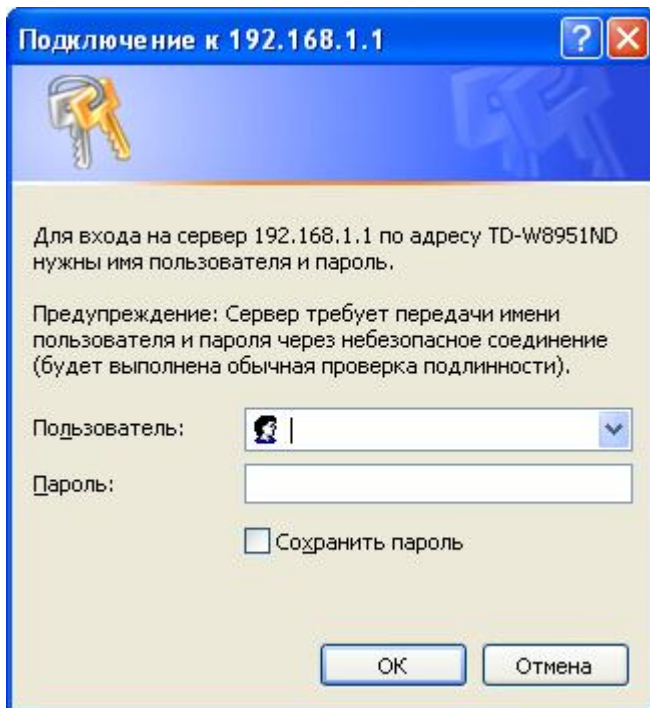 Подключение к 192.168.1.1
Для входа на сервер 192.168.1.1 по адресу TD-W8951ND
нужны имя пользователя и пароль.
Предупреждение: Сервер требует передачи имени
пользователя и пароля через небезопасное соединение
(будет выполнена обычная проверка подлинности).
Пользователь:
Пароль:
Сохранить пароль
ОК
Отмена